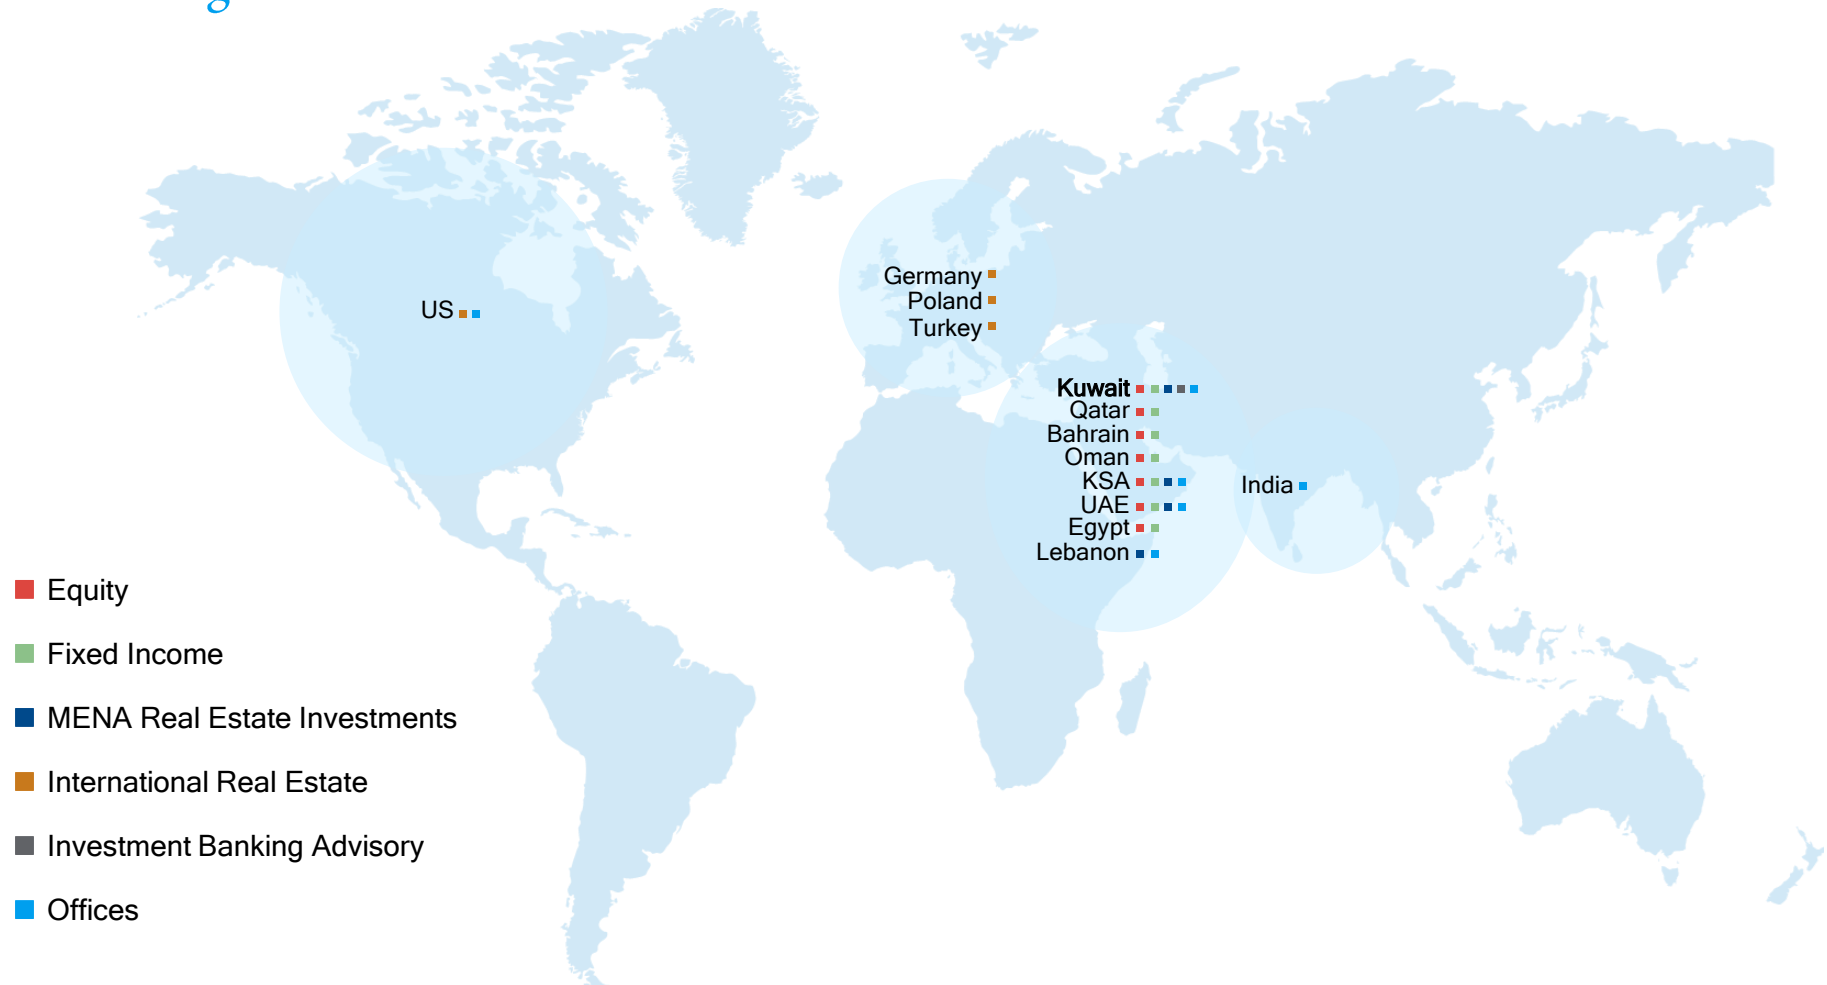 US
Germany
Poland
Turkey
Kuwait
Qatar
Bahrain
Oman
KSA
UAE
Egypt
Lebanon
India
Equity
Fixed Income
MENA Real Estate Investments
International Real Estate
Investment Banking Advisory
Offices